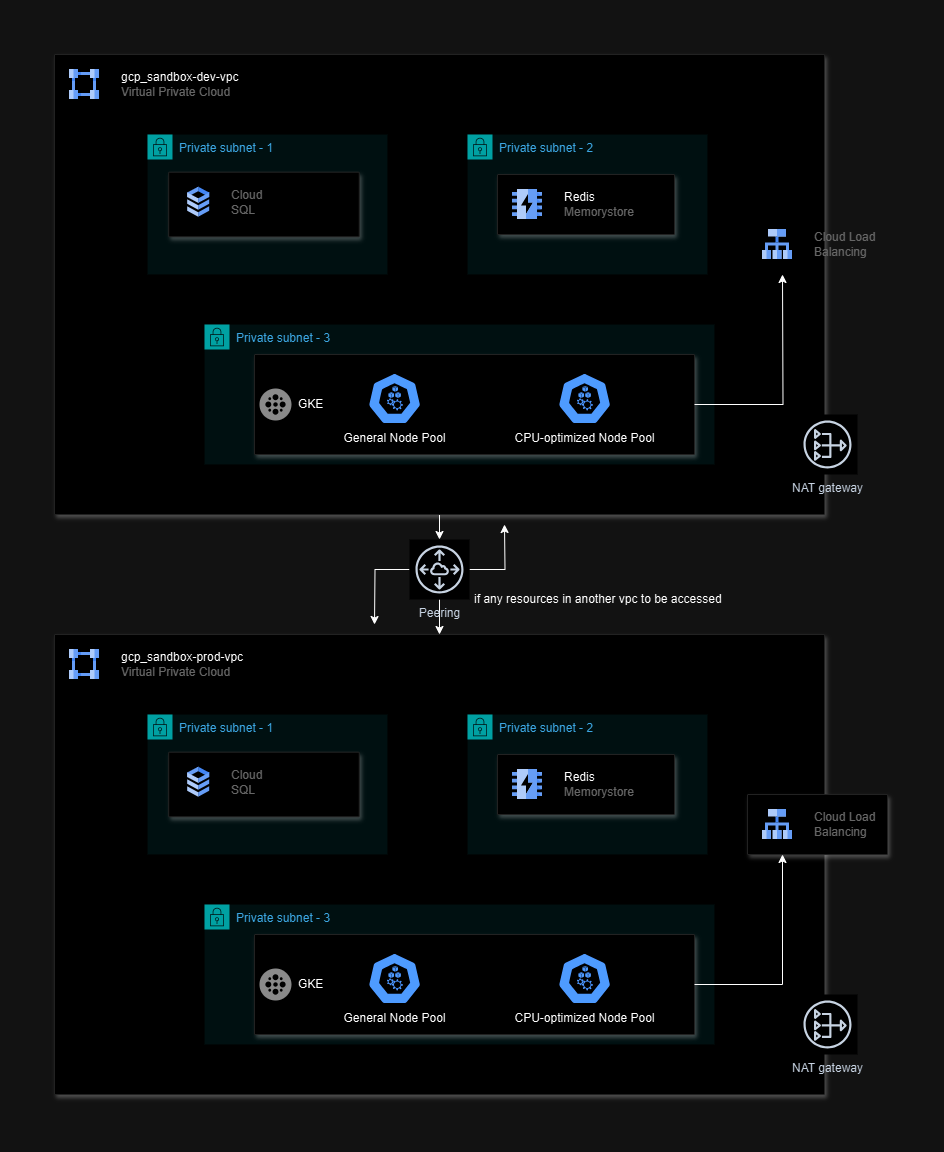 gcp_sandbox-dev-vpc
Virtual Private Cloud
Private subnet - 1
Cloud
SQL
Private subnet - 2
Redis
Memorystore
Cloud Load
Balancing
Private subnet - 3
GKE
General Node Pool
CPU-optimized Node Pool
NAT gateway
Peering
if any resources in another vpc to be accessed
gcp_sandbox-prod-vpc
Virtual Private Cloud
Private subnet - 1
Cloud
SQL
Private subnet - 2
Redis
Memorystore
Cloud Load
Balancing
Private subnet - 3
GKE
General Node Pool
CPU-optimized Node Pool
NAT gateway